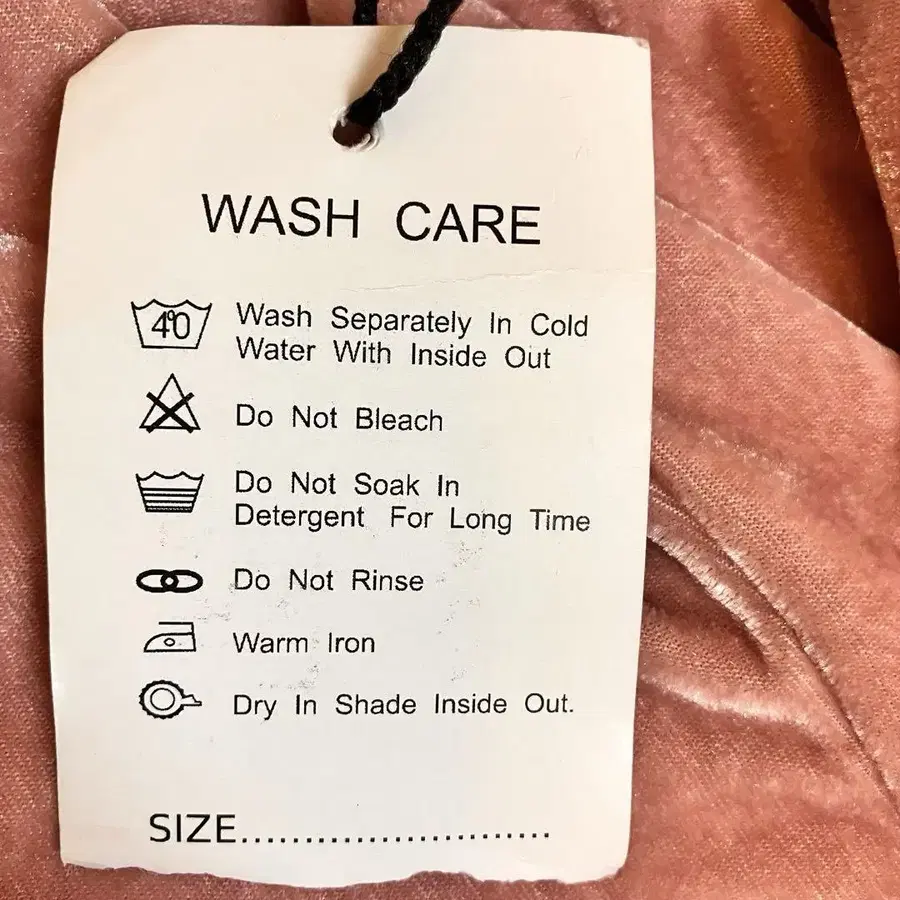 WASH CARE
40
Wash Separately In Cold
Water With Inside Out
Do Not Bleach
Do Not Soak In
Detergent For Long Time
Do Not Rinse
Warm Iron
Dry In Shade Inside Out.
SIZE........................